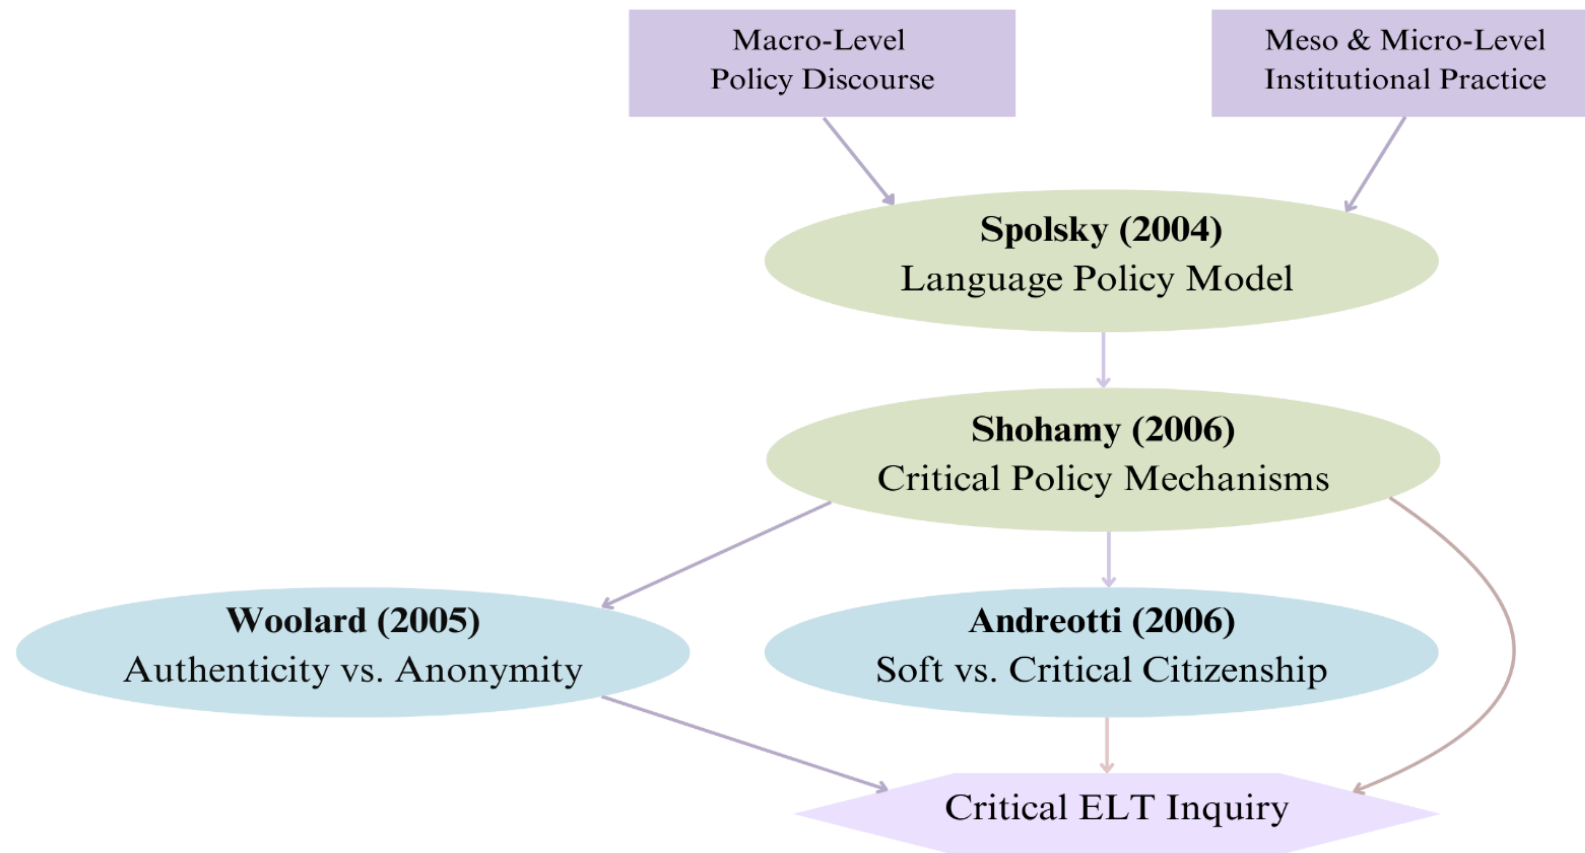 Macro-Level
Policy Discourse
Meso & Micro-Level
Institutional Practice
Spolsky (2004)
Language Policy Model
Shohamy (2006)
Critical Policy Mechanisms
Woolard (2005)
Authenticity vs. Anonymity
Andreotti (2006)
Soft vs. Critical Citizenship
Critical ELT Inquiry